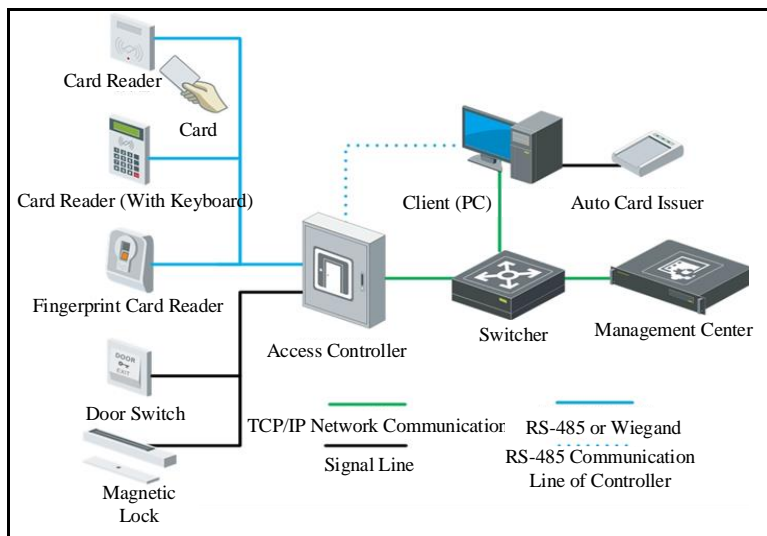 Card Reader
Card
Card Reader (With Keyboard)
Client (PC)
Auto Card Issuer
Fingerprint Card Reader
Access Controller
Switcher
Management Center
DOOR
EXIT
Door Switch
TCP/IP Network Communication
RS-485 or Wiegand
Signal Line
RS-485 Communication
Line of Controller
Magnetic
Lock